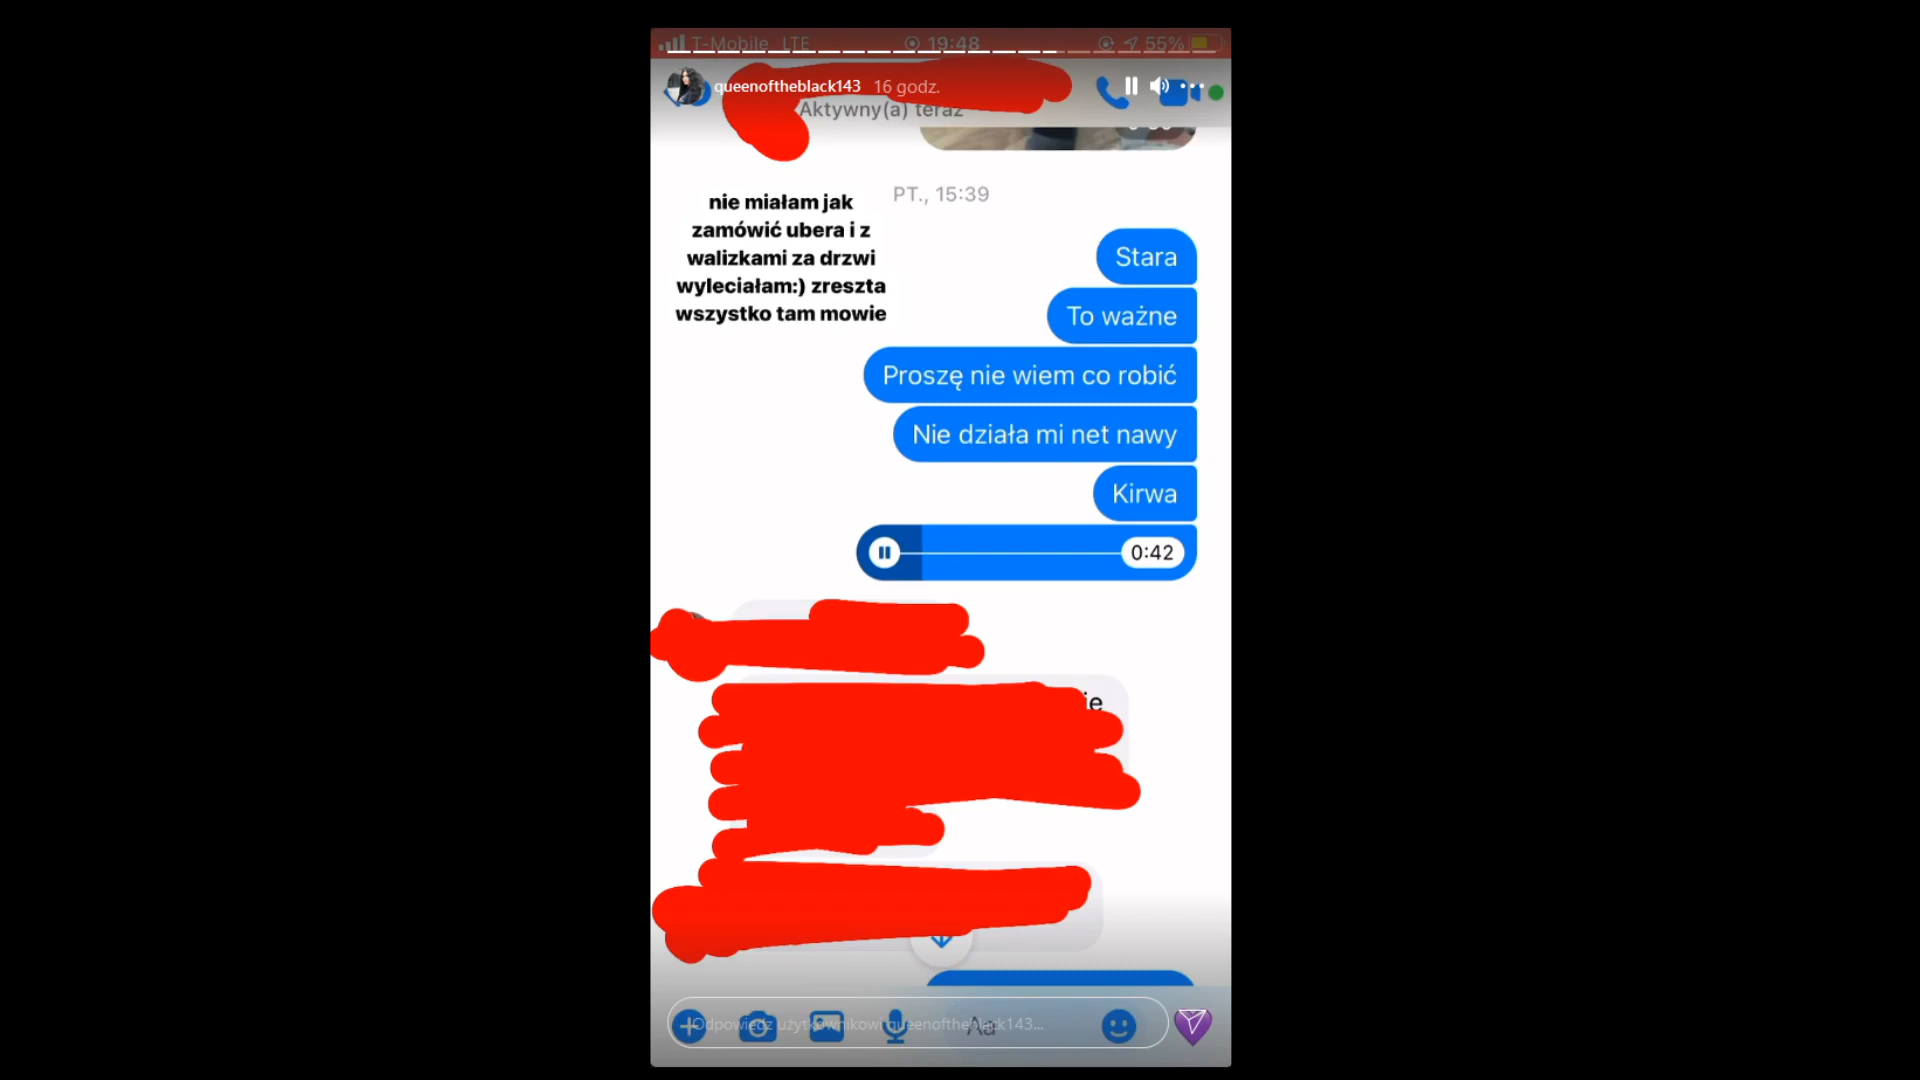 T-Mobile LTE 19:48 55%
queenoftheblack143 16 godz.
Aktywny(a) teraz
PT., 15:39
nie miałam jak
zamówić ubera i z
walizkami za drzwi
wyleciałam:) zreszta
wszystko tam mowie
Stara
To ważne
Proszę nie wiem co robić
Nie działa mi net nawy
Kirwa
0:42
Odpowiedz użytkownikowi queenoftheblack143...
Aa